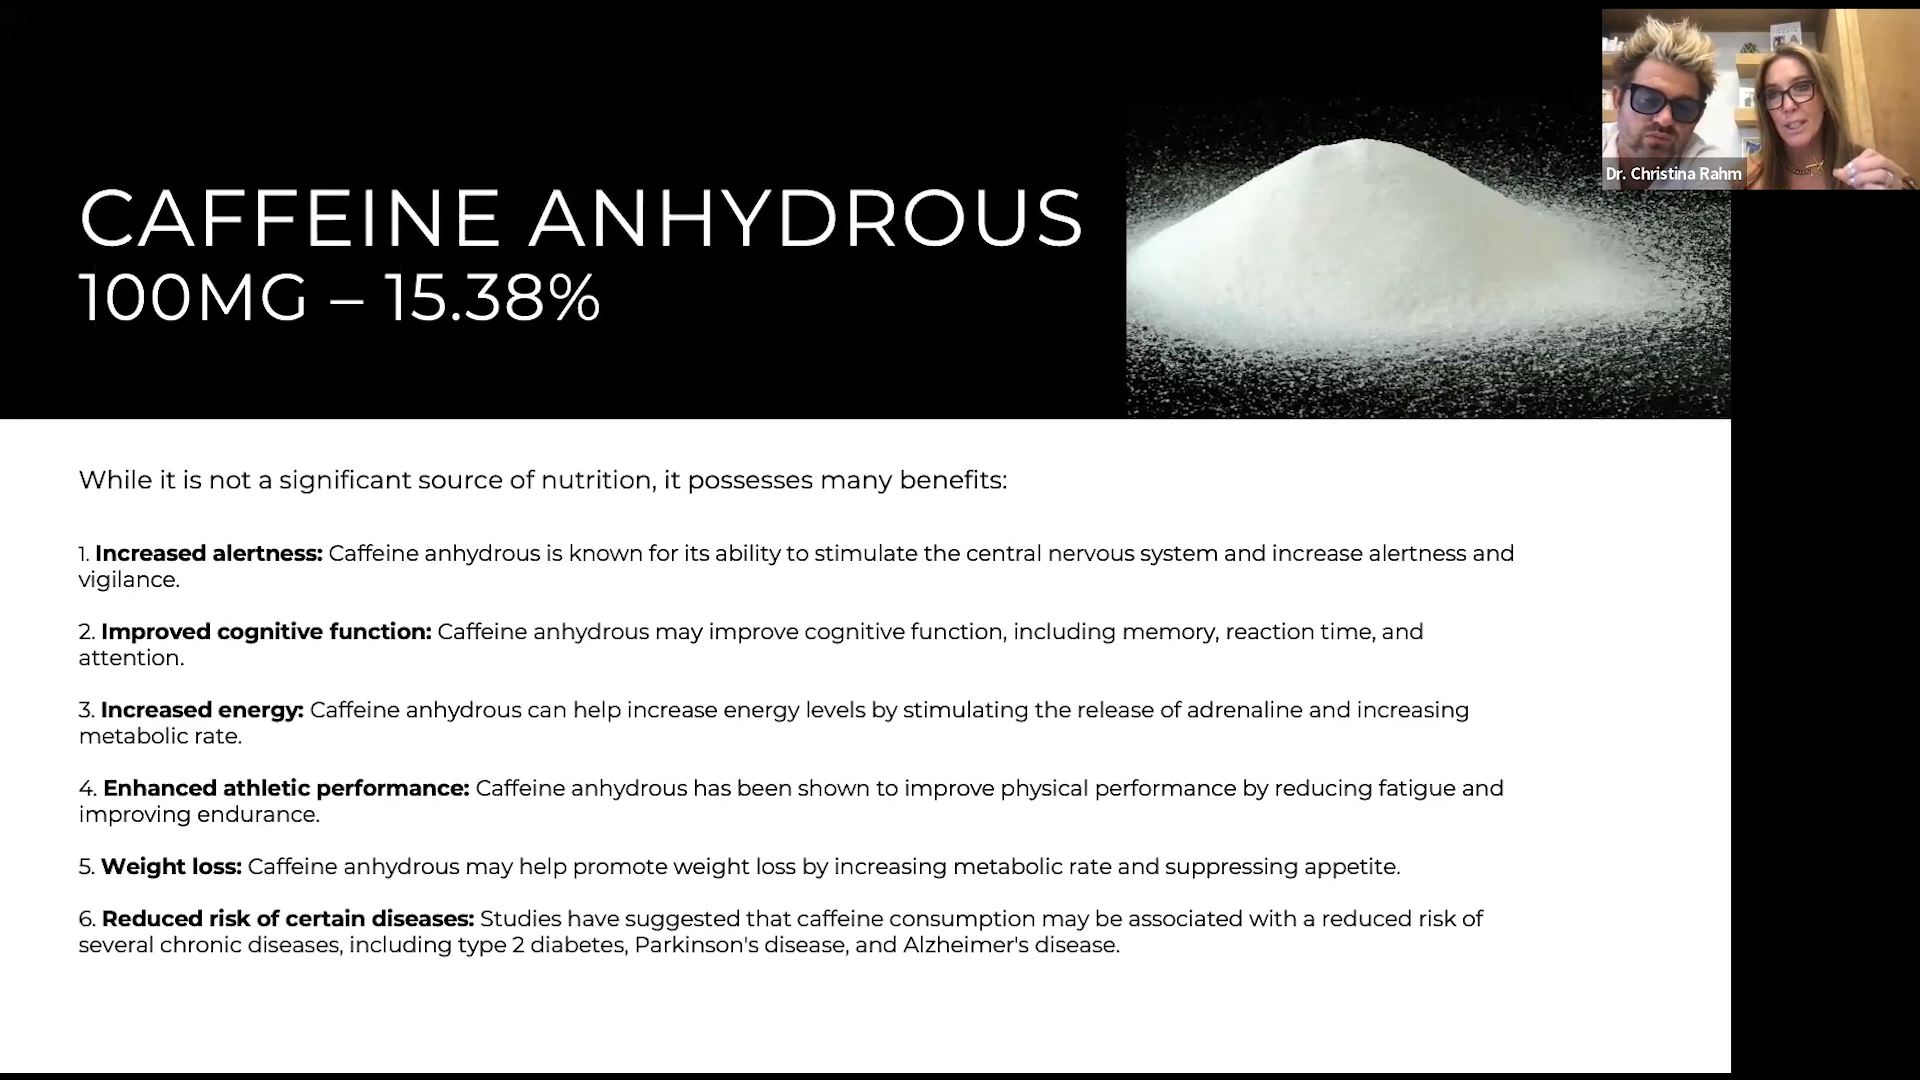 Dr. Christina Rahm
CAFFEINE ANHYDROUS
100MG – 15.38%
While it is not a significant source of nutrition, it possesses many benefits:
1. Increased alertness: Caffeine anhydrous is known for its ability to stimulate the central nervous system and increase alertness and
vigilance.
2. Improved cognitive function: Caffeine anhydrous may improve cognitive function, including memory, reaction time, and
attention.
3. Increased energy: Caffeine anhydrous can help increase energy levels by stimulating the release of adrenaline and increasing
metabolic rate.
4. Enhanced athletic performance: Caffeine anhydrous has been shown to improve physical performance by reducing fatigue and
improving endurance.
5. Weight loss: Caffeine anhydrous may help promote weight loss by increasing metabolic rate and suppressing appetite.
6. Reduced risk of certain diseases: Studies have suggested that caffeine consumption may be associated with a reduced risk of
several chronic diseases, including type 2 diabetes, Parkinson's disease, and Alzheimer's disease.